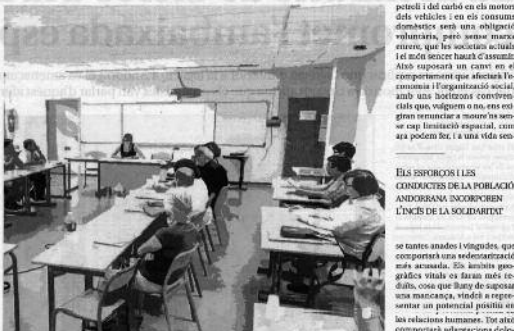 petroli i del carbó en els motors
dels vehicles i en els consums
domèstics serà una obligació
voluntària, però sense marxa
enrere, que les societats actuals
i el món sencer haurà d'assumir.
Això suposarà un canvi en el
comportament que afectarà l'e-
conomia i l'organització social,
amb uns horitzons conviven-
cials que, vulguem o no, ens exi-
giran renunciar a moure'ns sen-
se cap limitació espacial, com
ara podem fer, i a una vida sen-
ELS ESFORÇOS I LES
CONDUCTES DE LA POBLACIÓ
ANDORRANA INCORPOREN
L'INCÍS DE LA SOLIDARITAT
se tantes anades i vingudes, que
comportarà una sedentarització
més acusada. Els àmbits geo-
gràfics vitals es faran més re-
duïts, cosa que lluny de suposar
una mancança, vindrà a repre-
sentar un potencial positiu en
les relacions humanes. Tot això
comportarà adaptacions